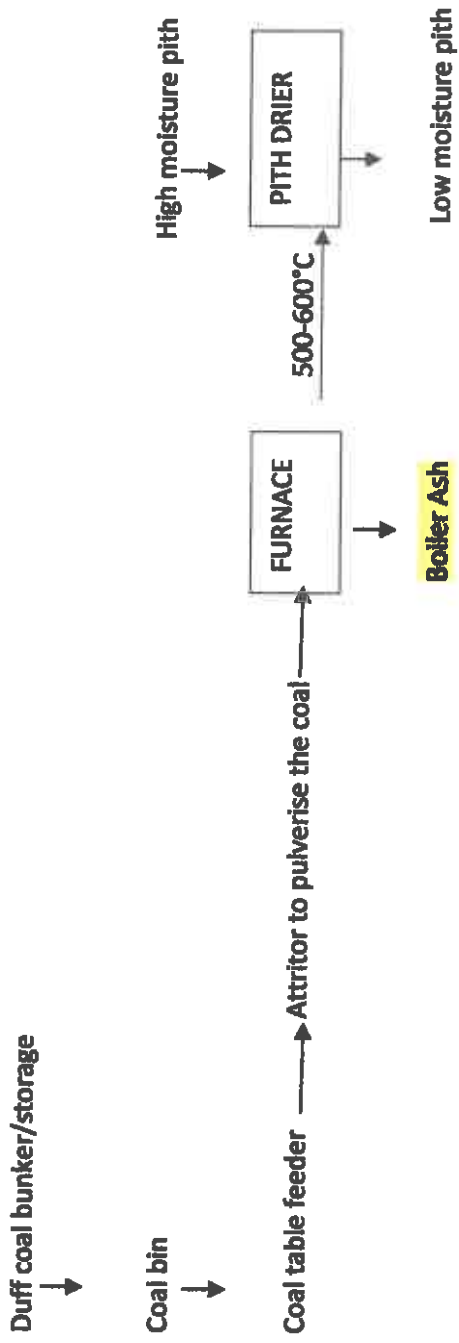 Duff coal bunker/storage
Coal bin
Coal table feeder
Attritor to pulverise the coal
FURNACE
Boiler Ash
500-600°C
High moisture pith
PITH DRIER
Low moisture pith